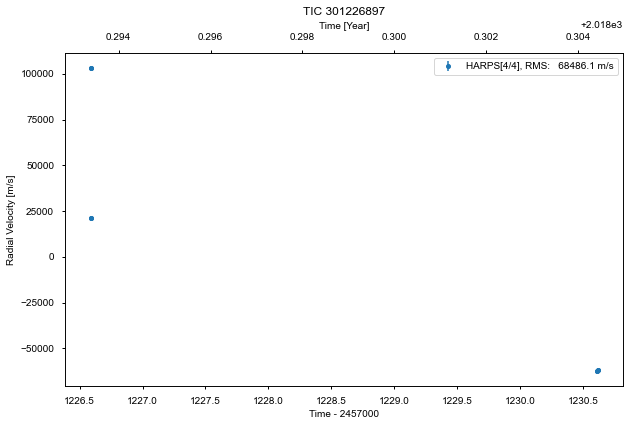 TIC 301226897
Time [Year]
+2.018e3
0.294 0.296 0.298 0.300 0.302 0.304
HARPS[4/4], RMS: 68486.1 m/s
Radial Velocity [m/s]
100000
75000
50000
25000
0
−25000
−50000
1226.5 1227.0 1227.5 1228.0 1228.5 1229.0 1229.5 1230.0 1230.5
Time - 2457000